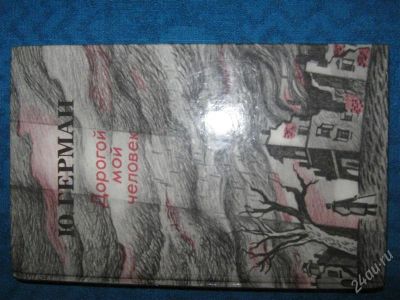 Ю. ГЕРМАН
Дорогой
мой
человек
24au.ru